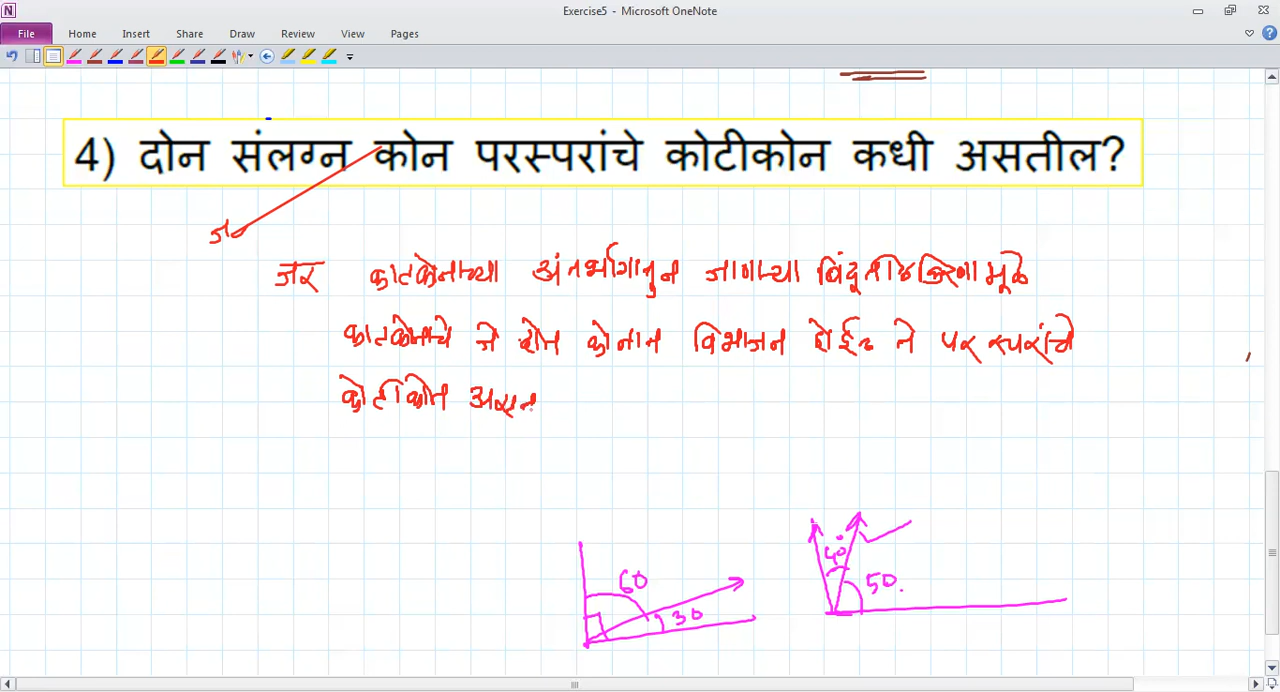 Exercise5 - Microsoft OneNote
File Home Insert Share Draw Review View Pages
4) दोन संलग्न कोन परस्परांचे कोटीकोन कधी असतील?
जर काटकोनाच्या अंतर्भागातुन जाणाऱ्या
काटकोनाचे जे दोन कोनात विभाजन होईल ते परस्परांचे
कोटीकोन असत
60
30
40
50.